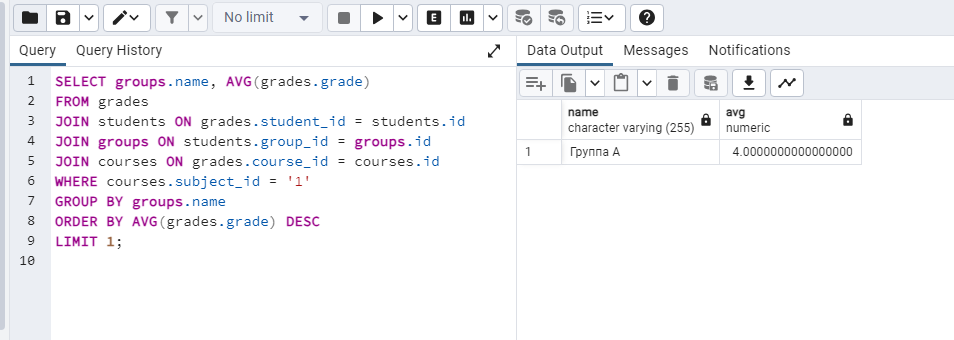 No limit
E
Query
Query History
Data Output
Messages
Notifications
1 SELECT groups.name, AVG(grades.grade)
2 FROM grades
3 JOIN students ON grades.student_id = students.id
4 JOIN groups ON students.group_id = groups.id
5 JOIN courses ON grades.course_id = courses.id
6 WHERE courses.subject_id = '1'
7 GROUP BY groups.name
8 ORDER BY AVG(grades.grade) DESC
9 LIMIT 1;
10
name
character varying (255)
avg
numeric
1
Группа А
4.0000000000000000